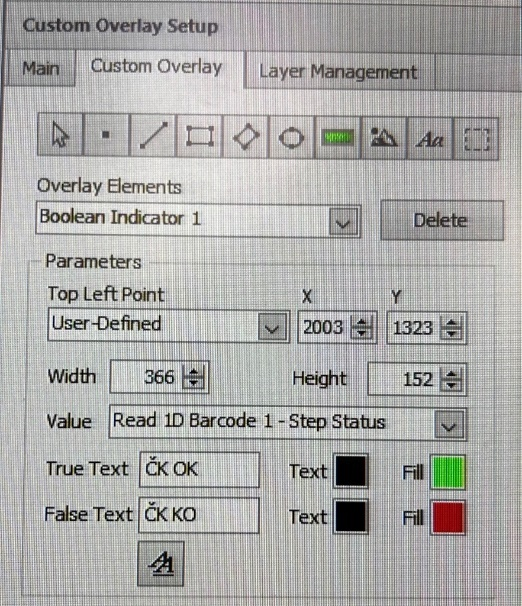 Custom Overlay Setup
Main Custom Overlay Layer Management
Aa
Overlay Elements
Boolean Indicator 1 Delete
Parameters
Top Left Point X Y
User-Defined 2003 1323
Width 366 Height 152
Value Read 1D Barcode 1 - Step Status
True Text ČK OK Text Fill
False Text ČK KO Text Fill
A